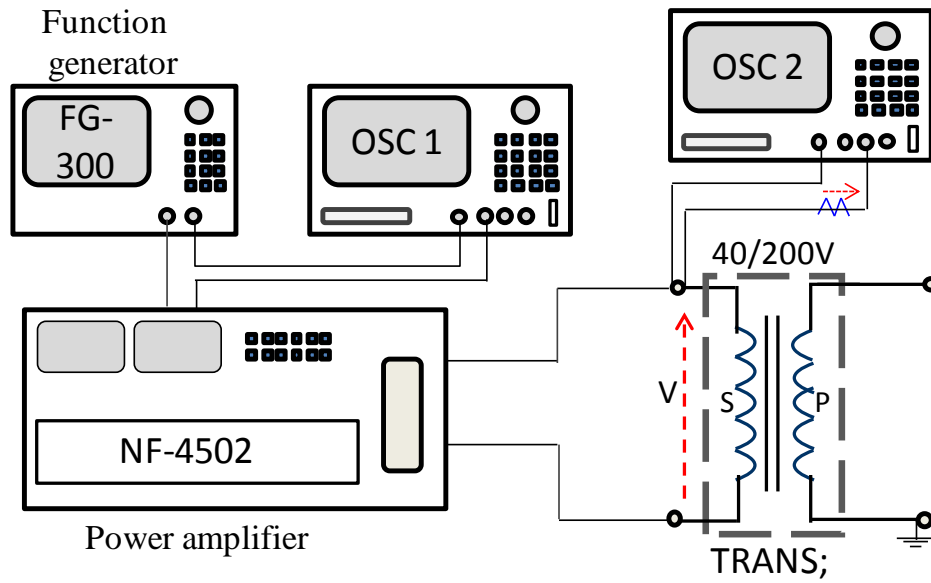 Function
generator
FG-
300
OSC 1
OSC 2
40/200V
NF-4502
V
S
P
Power amplifier
TRANS;